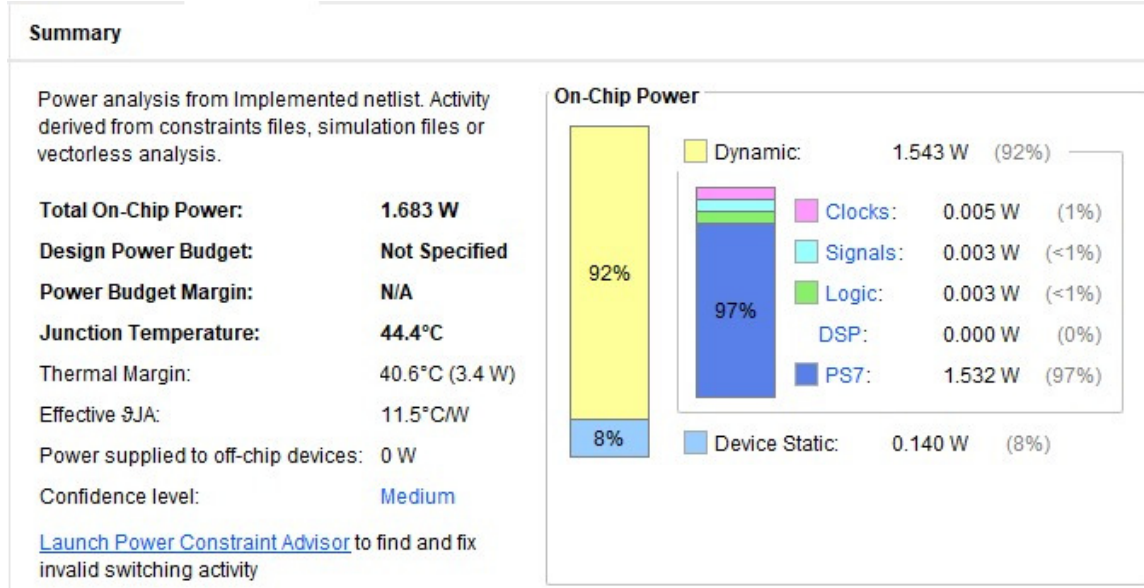 Summary
Power analysis from Implemented netlist. Activity
derived from constraints files, simulation files or
vectorless analysis.
Total On-Chip Power: 1.683 W
Design Power Budget: Not Specified
Power Budget Margin: N/A
Junction Temperature: 44.4°C
Thermal Margin: 40.6°C (3.4 W)
Effective ϑJA: 11.5°C/W
Power supplied to off-chip devices: 0 W
Confidence level: Medium
Launch Power Constraint Advisor to find and fix
invalid switching activity
On-Chip Power
92%
8%
Dynamic: 1.543 W (92%)
97%
Clocks: 0.005 W (1%)
Signals: 0.003 W (<1%)
Logic: 0.003 W (<1%)
DSP: 0.000 W (0%)
PS7: 1.532 W (97%)
Device Static: 0.140 W (8%)